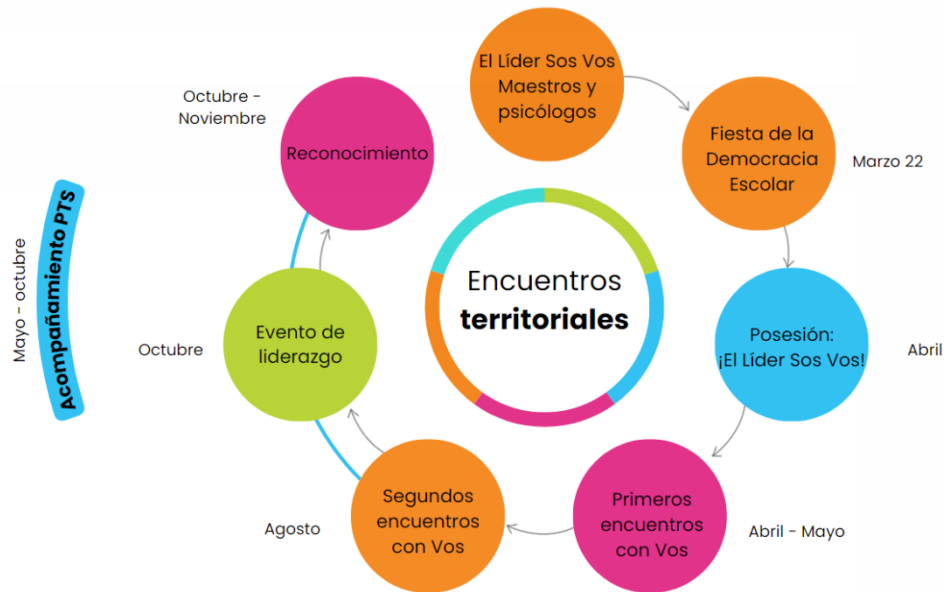 El Líder Sos Vos
Maestros y
psicólogos
Fiesta de la
Democracia
Escolar
Marzo 22
Posesión:
¡El Líder Sos Vos!
Abril
Primeros
encuentros
con Vos
Abril - Mayo
Segundos
encuentros
con Vos
Agosto
Evento de
liderazgo
Octubre
Reconocimiento
Octubre -
Noviembre
Encuentros
territoriales
Mayo - octubre
Acompañamiento PTS